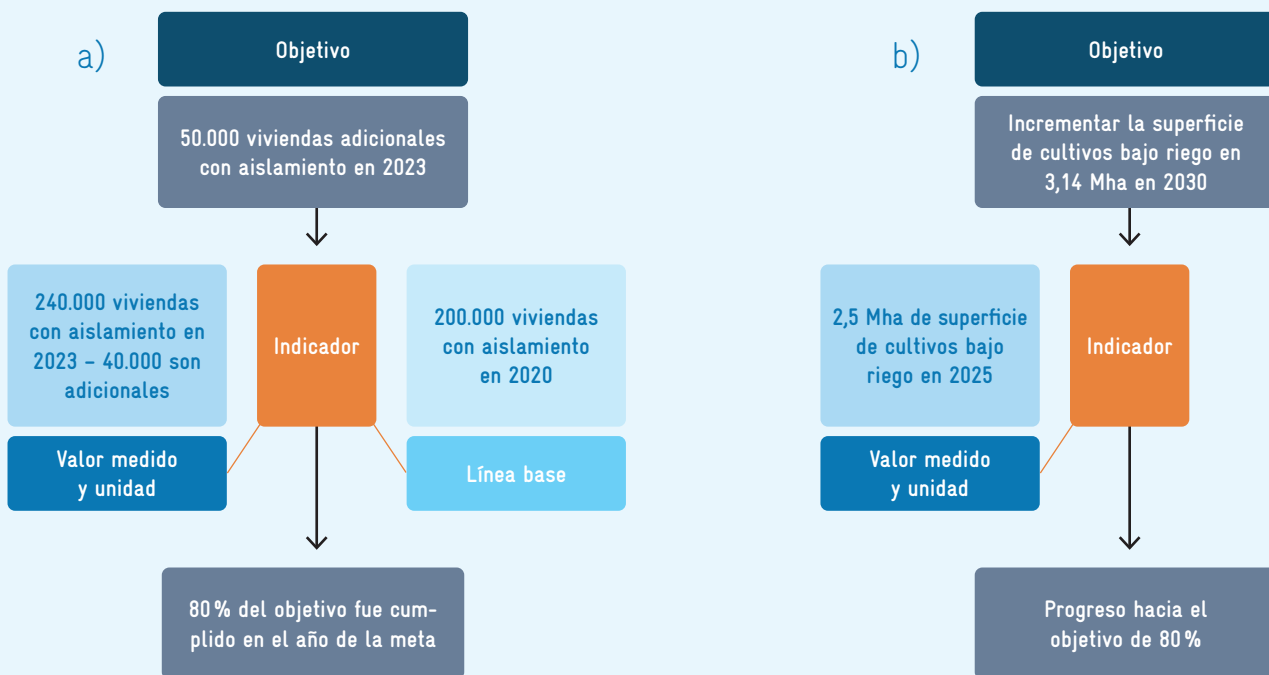 a)
Objetivo
50.000 viviendas adicionales
con aislamiento en 2023
240.000 viviendas
con aislamiento en
2023 – 40.000 son
adicionales
Indicador
200.000 viviendas
con aislamiento
en 2020
Valor medido
y unidad
Línea base
80 % del objetivo fue cum-
plido en el año de la meta
b)
Objetivo
Incrementar la superficie
de cultivos bajo riego en
3,14 Mha en 2030
2,5 Mha de superficie
de cultivos bajo
riego en 2025
Indicador
Valor medido
y unidad
Progreso hacia el
objetivo de 80 %